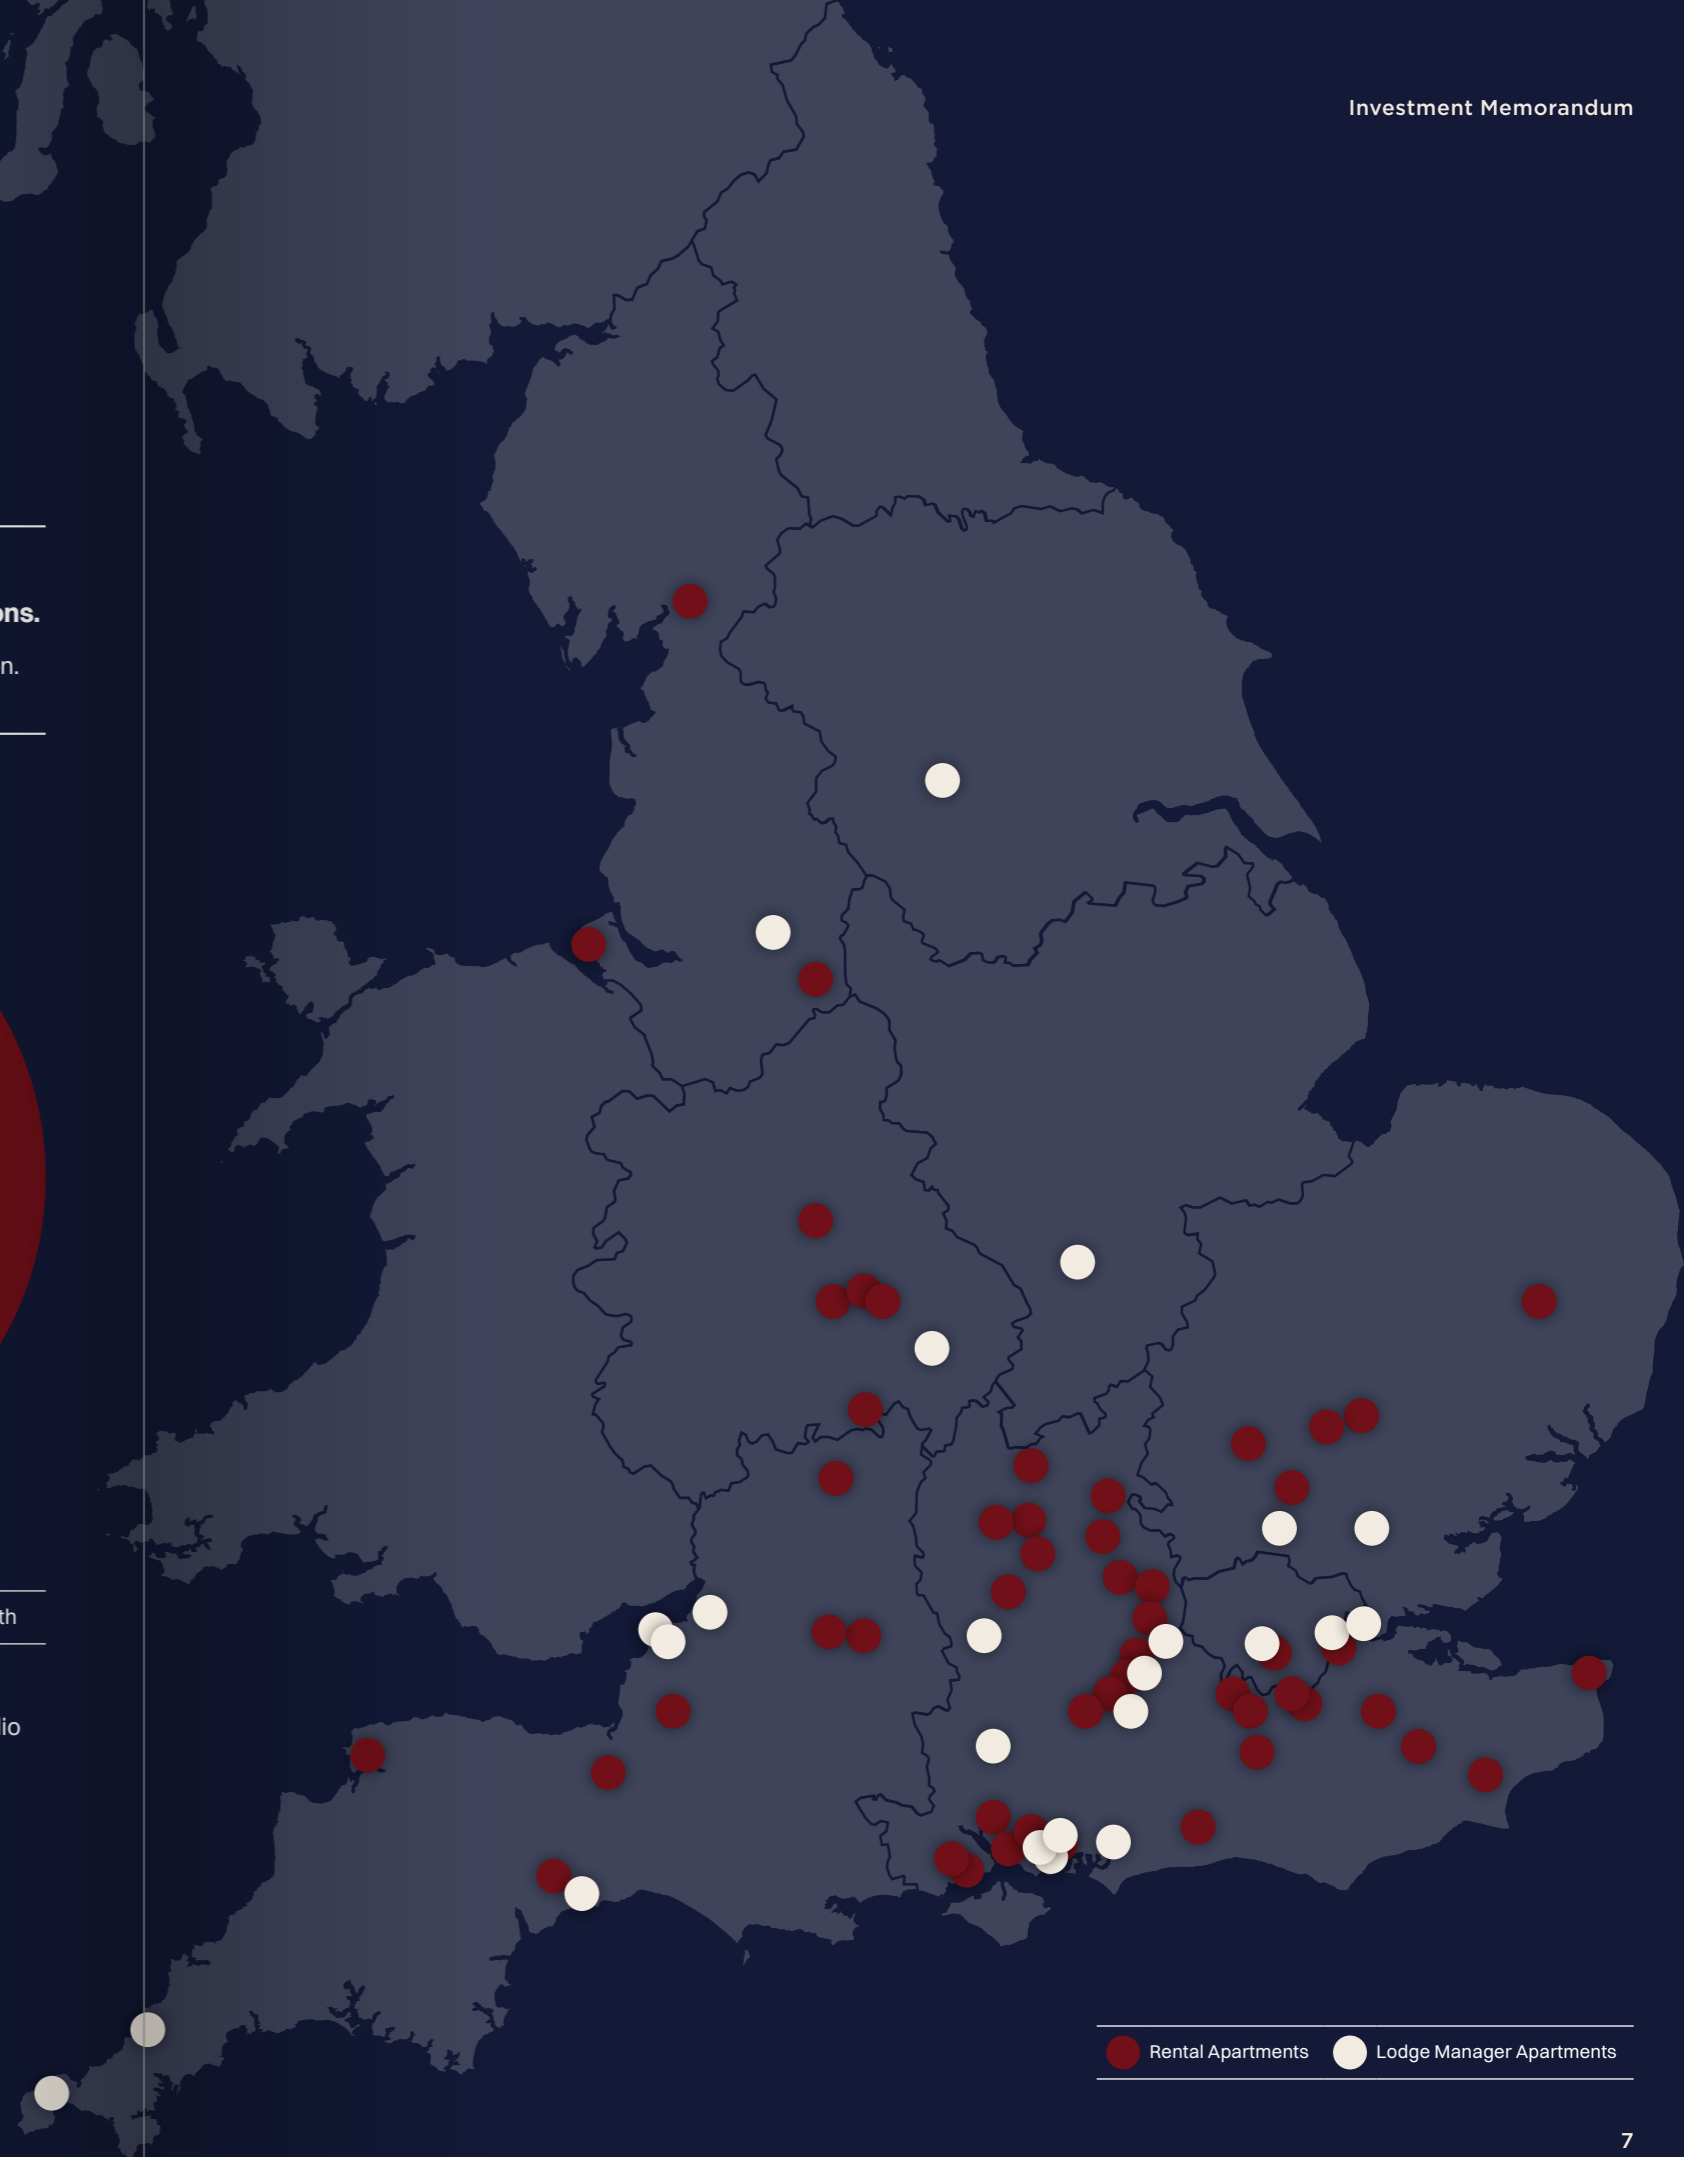 Investment Memorandum
ons.
n.
th
lio
Rental Apartments
Lodge Manager Apartments
7